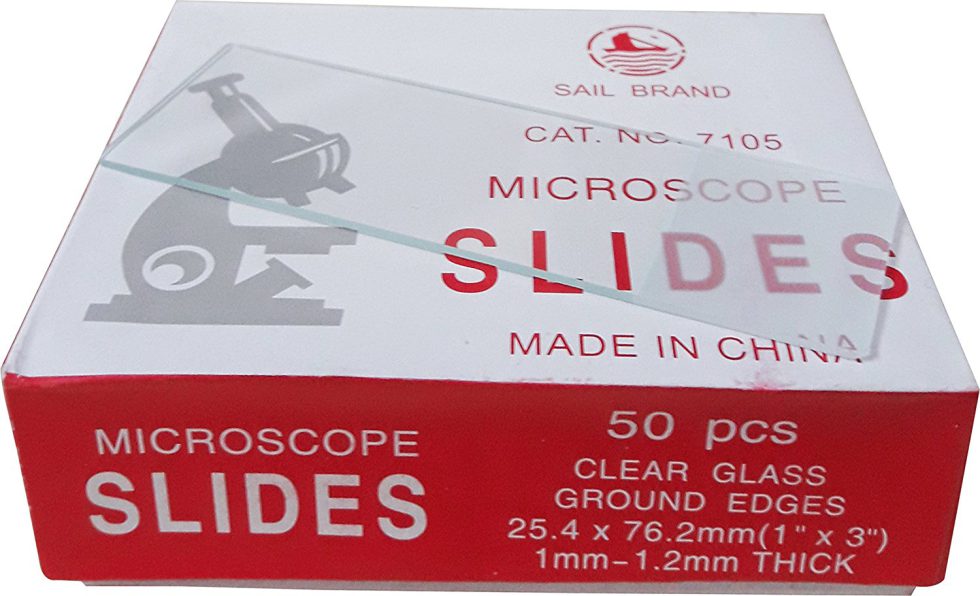 SAIL BRAND
CAT. NO. 7105
MICROSCOPE
SLIDES
MADE IN CHINA
MICROSCOPE
SLIDES
50 pcs
CLEAR GLASS
GROUND EDGES
25.4 x 76.2mm(1" x 3")
1mm-1.2mm THICK